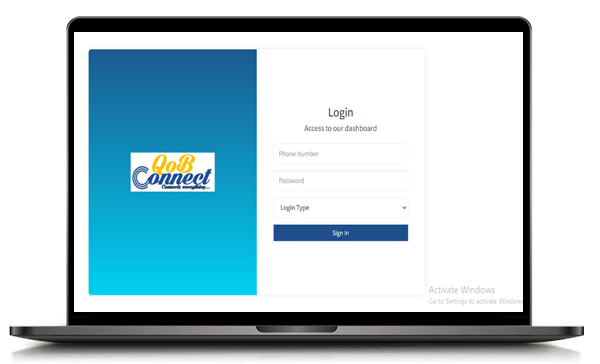 QoB
Connect
Connects everything...
Login
Access to our dashboard
Phone Number
Password
Login Type
Sign In
Activate Windows
Go to Settings to activate Windows